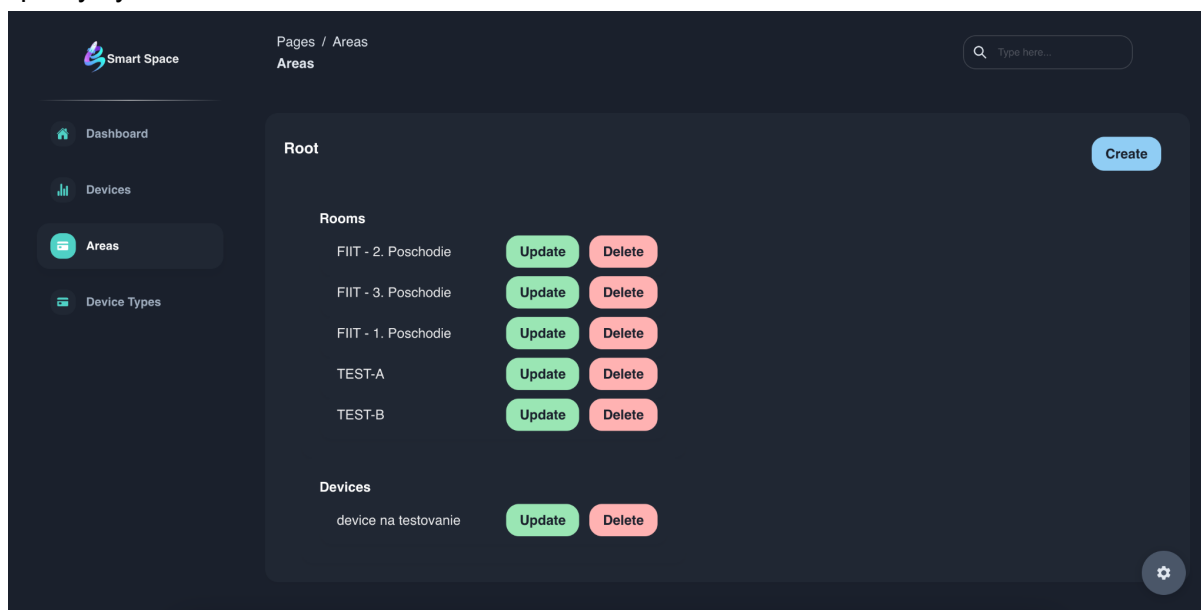 Smart Space
Pages / Areas
Areas
Type here...
Dashboard
Devices
Areas
Device Types
Root
Create
Rooms
FIIT - 2. Poschodie Update Delete
FIIT - 3. Poschodie Update Delete
FIIT - 1. Poschodie Update Delete
TEST-A Update Delete
TEST-B Update Delete
Devices
device na testovanie Update Delete